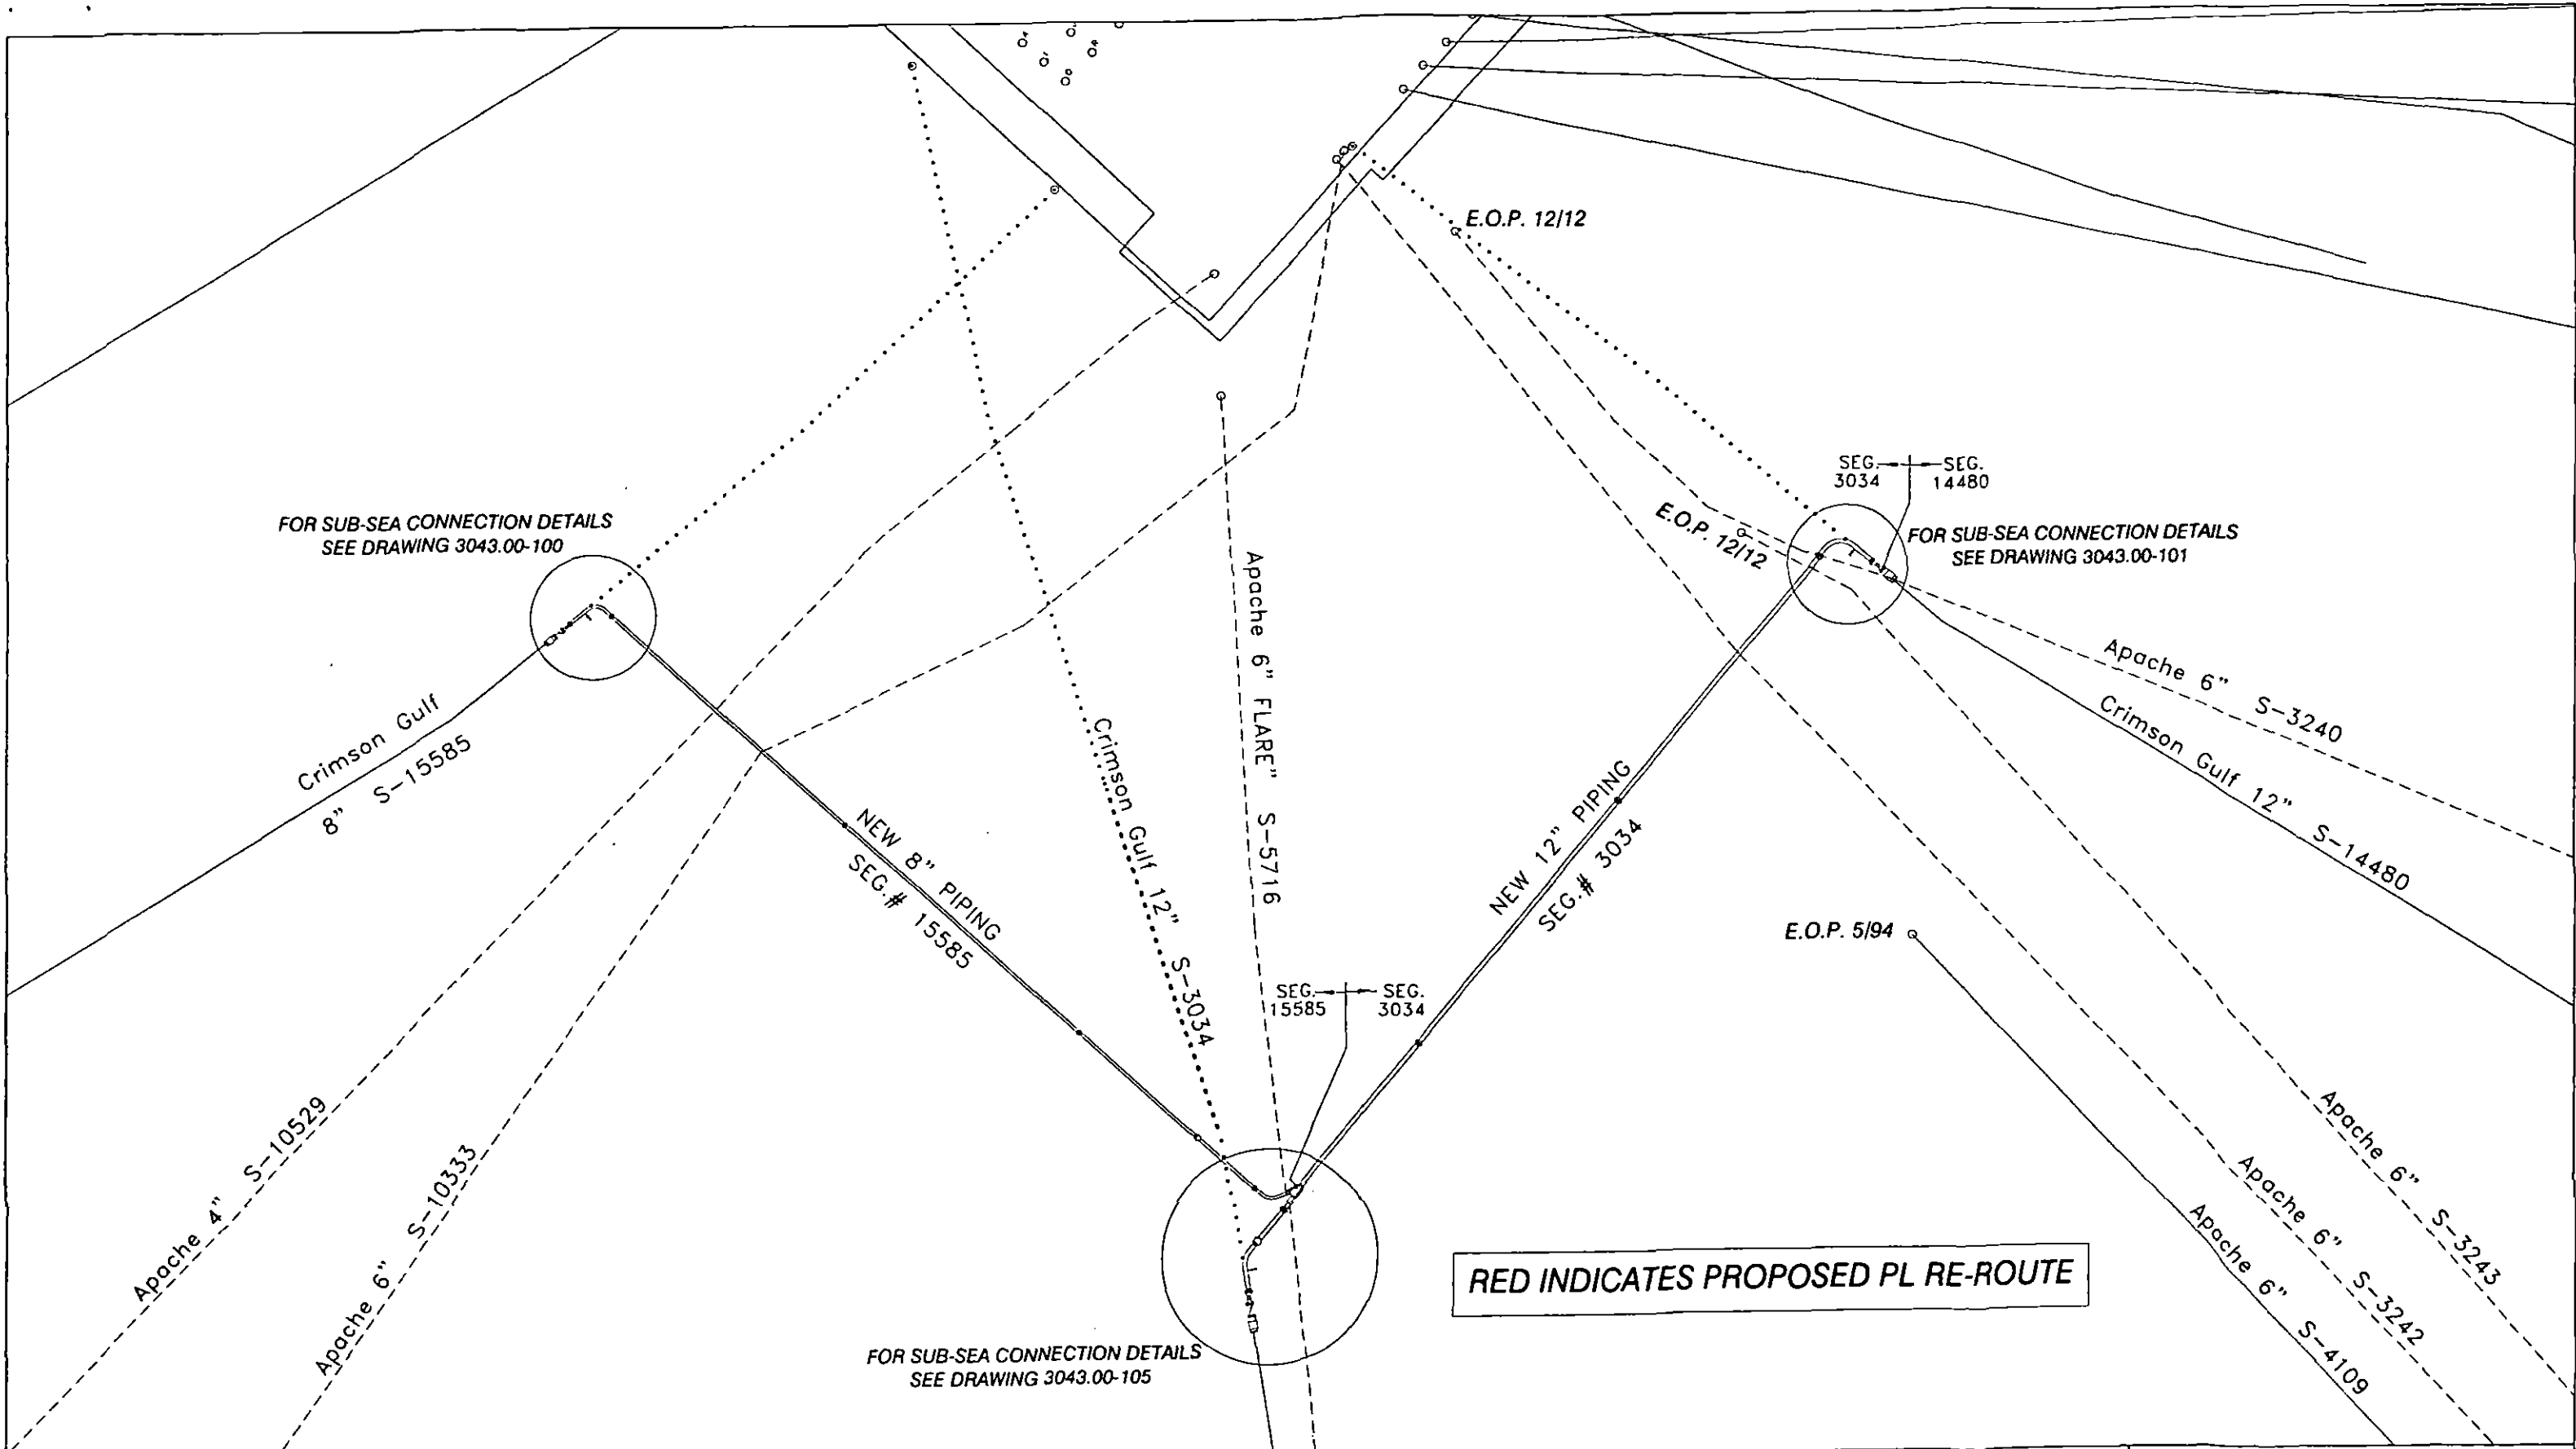 E.O.P. 12/12
SEG. SEG.
3034 14480
FOR SUB-SEA CONNECTION DETAILS
SEE DRAWING 3043.00-100
E.O.P. 12/12
FOR SUB-SEA CONNECTION DETAILS
SEE DRAWING 3043.00-101
Apache 6" FLARE" S-5716
Apache 6" S-3240
Crimson Gulf
8" S-15585
Crimson Gulf 12" S-14480
Crimson Gulf 12" S-3034
NEW 8" PIPING
SEG.# 15585
NEW 12" PIPING
SEG.# 3034
E.O.P. 5/94
SEG. SEG.
15585 3034
Apache 4" S-10529
Apache 6" S-10333
Apache 6" S-3243
Apache 6" S-3242
Apache 6" S-4109
RED INDICATES PROPOSED PL RE-ROUTE
FOR SUB-SEA CONNECTION DETAILS
SEE DRAWING 3043.00-105